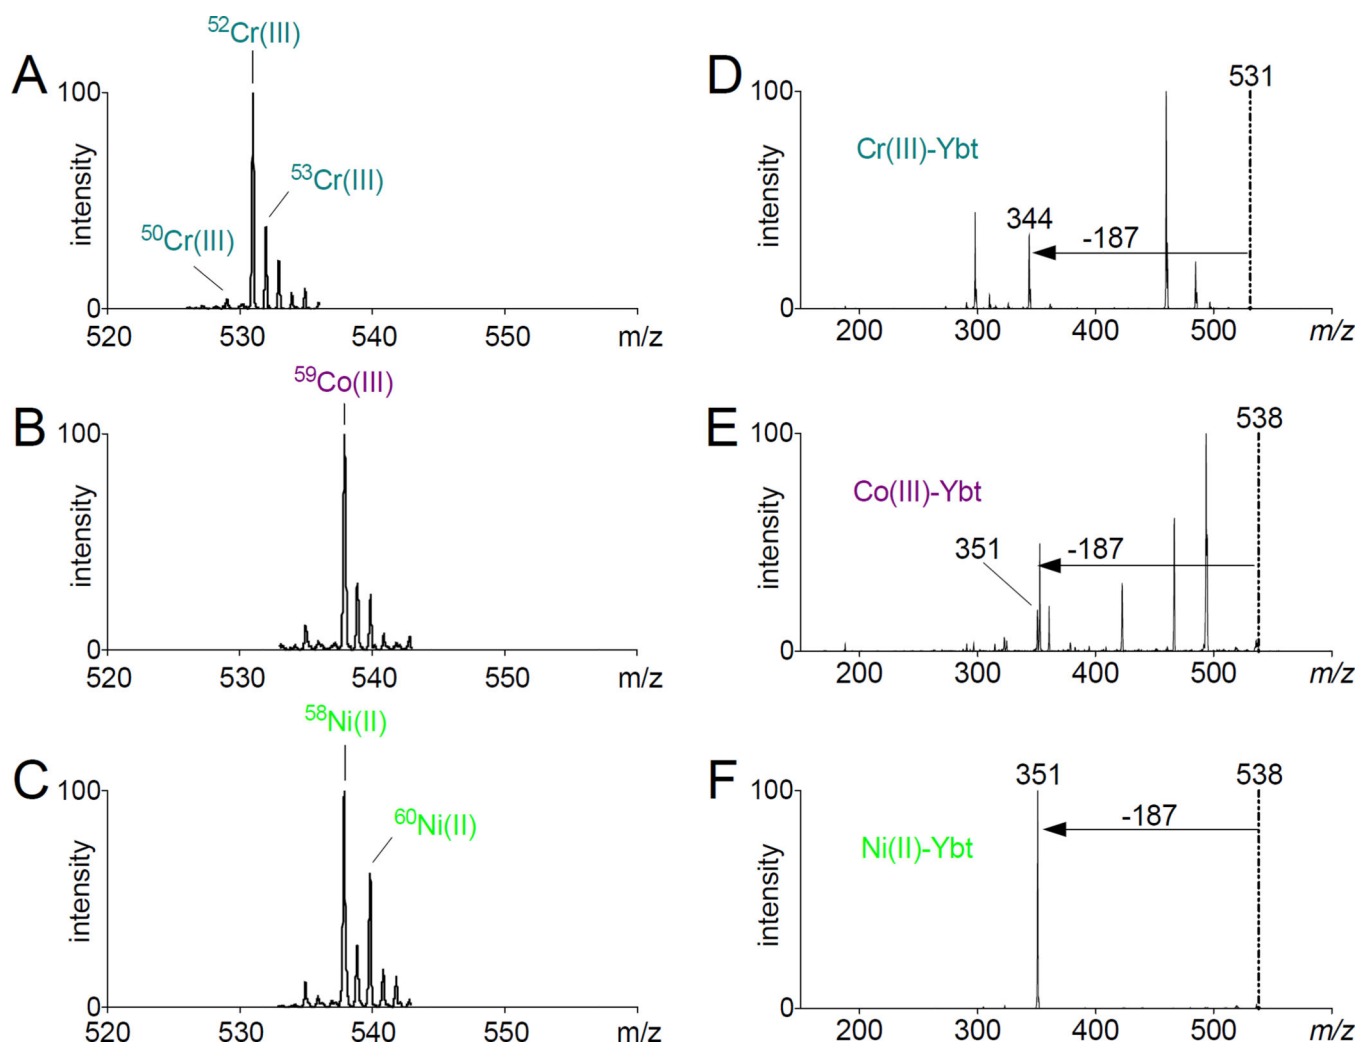 A
⁵²Cr(III)
⁵³Cr(III)
⁵⁰Cr(III)
intensity
100
0
520 530 540 550 m/z
B
⁵⁹Co(III)
intensity
100
0
520 530 540 550 m/z
C
⁵⁸Ni(II)
⁶⁰Ni(II)
intensity
100
0
520 530 540 550 m/z
D
531
Cr(III)-Ybt
344
-187
intensity
100
0
200 300 400 500 m/z
E
538
Co(III)-Ybt
351
-187
intensity
100
0
200 300 400 500 m/z
F
351
538
-187
Ni(II)-Ybt
intensity
100
0
200 300 400 500 m/z